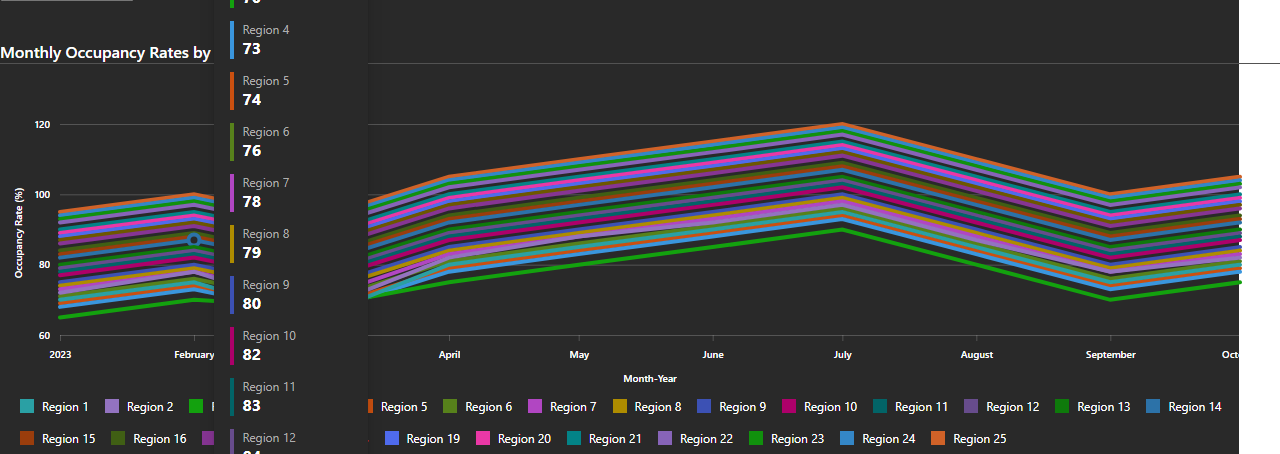 Region 4
73
Monthly Occupancy Rates by
Region 5
74
Region 6
76
Region 7
78
Region 8
79
Region 9
80
Region 10
82
Region 11
83
Region 12
Occupancy Rate (%)
120
100
80
60
2023
February
April
May
June
July
August
September
Oct
Month-Year
Region 1
Region 2
Region 5
Region 6
Region 7
Region 8
Region 9
Region 10
Region 11
Region 12
Region 13
Region 14
Region 15
Region 16
Region 19
Region 20
Region 21
Region 22
Region 23
Region 24
Region 25